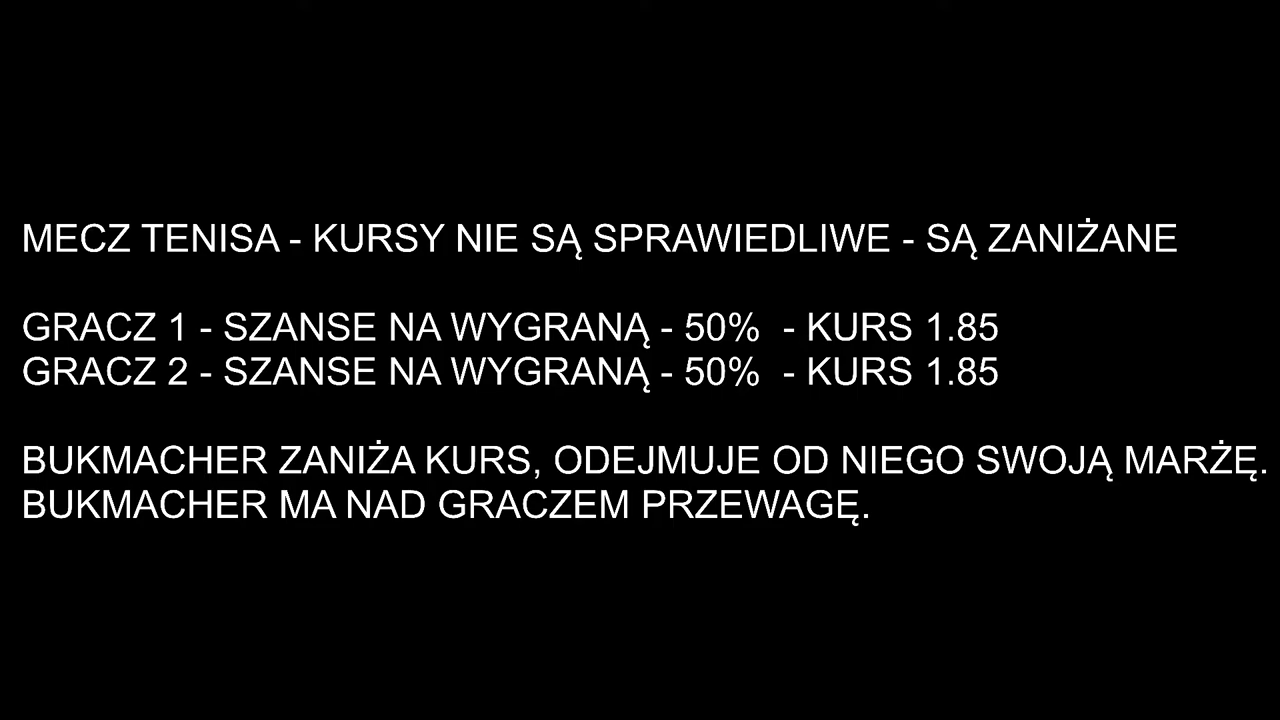 MECZ TENISA - KURSY NIE SĄ SPRAWIEDLIWE - SĄ ZANIŻANE
GRACZ 1 - SZANSE NA WYGRANĄ - 50% - KURS 1.85
GRACZ 2 - SZANSE NA WYGRANĄ - 50% - KURS 1.85
BUKMACHER ZANIŻA KURS, ODEJMUJE OD NIEGO SWOJĄ MARŻĘ.
BUKMACHER MA NAD GRACZEM PRZEWAGĘ.